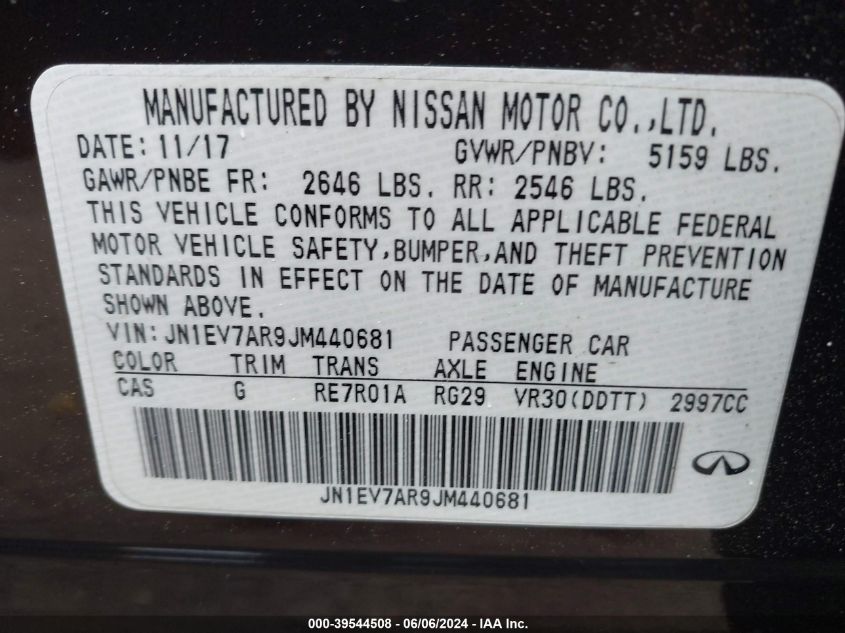 MANUFACTURED BY NISSAN MOTOR CO.,LTD.
DATE: 11/17 GVWR/PNBV: 5159 LBS.
GAWR/PNBE FR: 2646 LBS. RR: 2546 LBS.
THIS VEHICLE CONFORMS TO ALL APPLICABLE FEDERAL
MOTOR VEHICLE SAFETY,BUMPER,AND THEFT PREVENTION
STANDARDS IN EFFECT ON THE DATE OF MANUFACTURE
SHOWN ABOVE.
VIN:JN1EV7AR9JM440681 PASSENGER CAR
COLOR TRIM TRANS AXLE ENGINE
CAS G RE7R01A RG29 VR30(DDTT) 2997CC
JN1EV7AR9JM440681
000-39544508 - 06/06/2024 - IAA Inc.